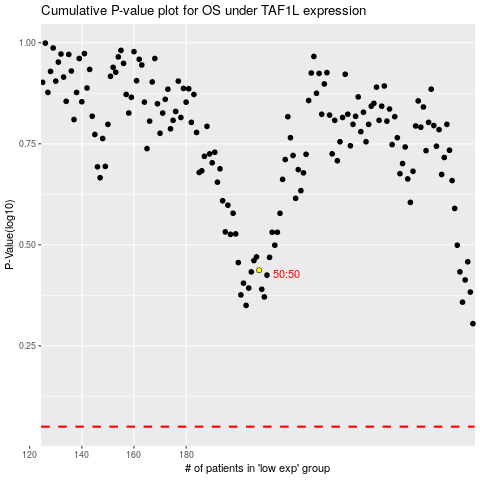 Cumulative P-value plot for OS under TAF1L expression
P-Value(log10)
1.00
0.75
0.50
0.25
50:50
120 140 160 180
# of patients in 'low exp' group